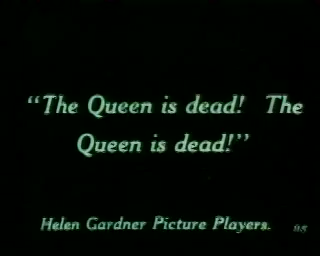 “The Queen is dead! The
Queen is dead!”
Helen Gardner Picture Players.